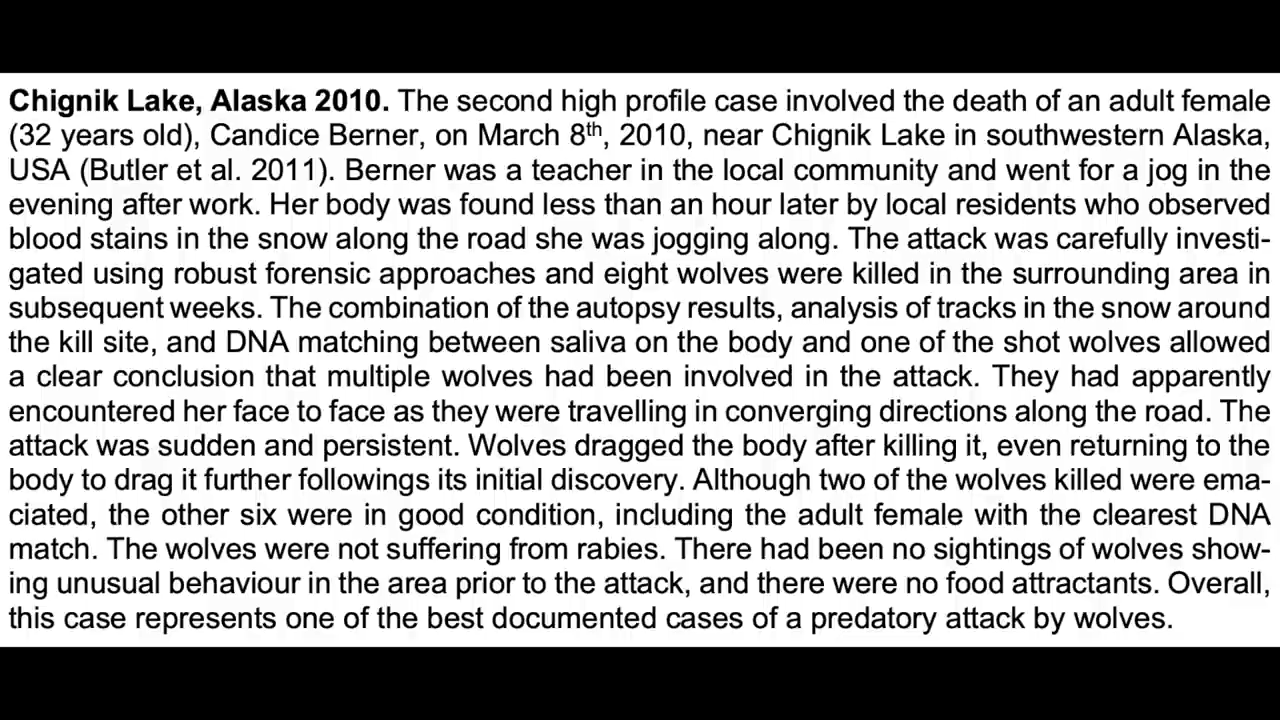 Chignik Lake, Alaska 2010. The second high profile case involved the death of an adult female
(32 years old), Candice Berner, on March 8th, 2010, near Chignik Lake in southwestern Alaska,
USA (Butler et al. 2011). Berner was a teacher in the local community and went for a jog in the
evening after work. Her body was found less than an hour later by local residents who observed
blood stains in the snow along the road she was jogging along. The attack was carefully investi-
gated using robust forensic approaches and eight wolves were killed in the surrounding area in
subsequent weeks. The combination of the autopsy results, analysis of tracks in the snow around
the kill site, and DNA matching between saliva on the body and one of the shot wolves allowed
a clear conclusion that multiple wolves had been involved in the attack. They had apparently
encountered her face to face as they were travelling in converging directions along the road. The
attack was sudden and persistent. Wolves dragged the body after killing it, even returning to the
body to drag it further followings its initial discovery. Although two of the wolves killed were ema-
ciated, the other six were in good condition, including the adult female with the clearest DNA
match. The wolves were not suffering from rabies. There had been no sightings of wolves show-
ing unusual behaviour in the area prior to the attack, and there were no food attractants. Overall,
this case represents one of the best documented cases of a predatory attack by wolves.